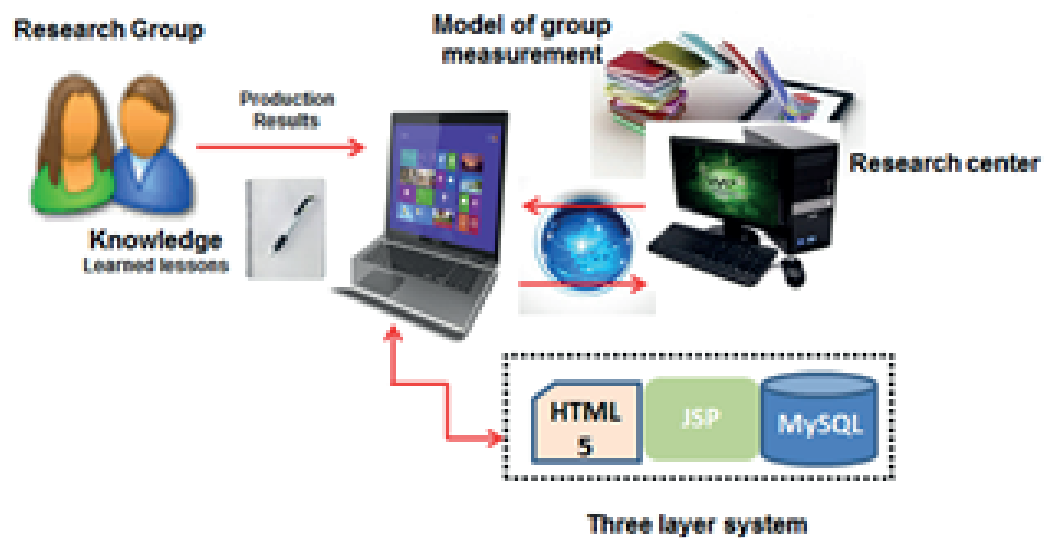 Research Group
Model of group
measurement
Production
Results
Research center
Knowledge
Learned lessons
HTML
5
JSP
MySQL
Three layer system